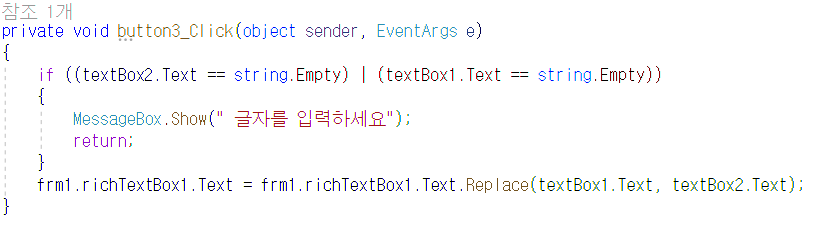 참조 1개
private void button3_Click(object sender, EventArgs e)
{
    if ((textBox2.Text == string.Empty) | (textBox1.Text == string.Empty))
    {
        MessageBox.Show(" 글자를 입력하세요");
        return;
    }
    frm1.richTextBox1.Text = frm1.richTextBox1.Text.Replace(textBox1.Text, textBox2.Text);
}